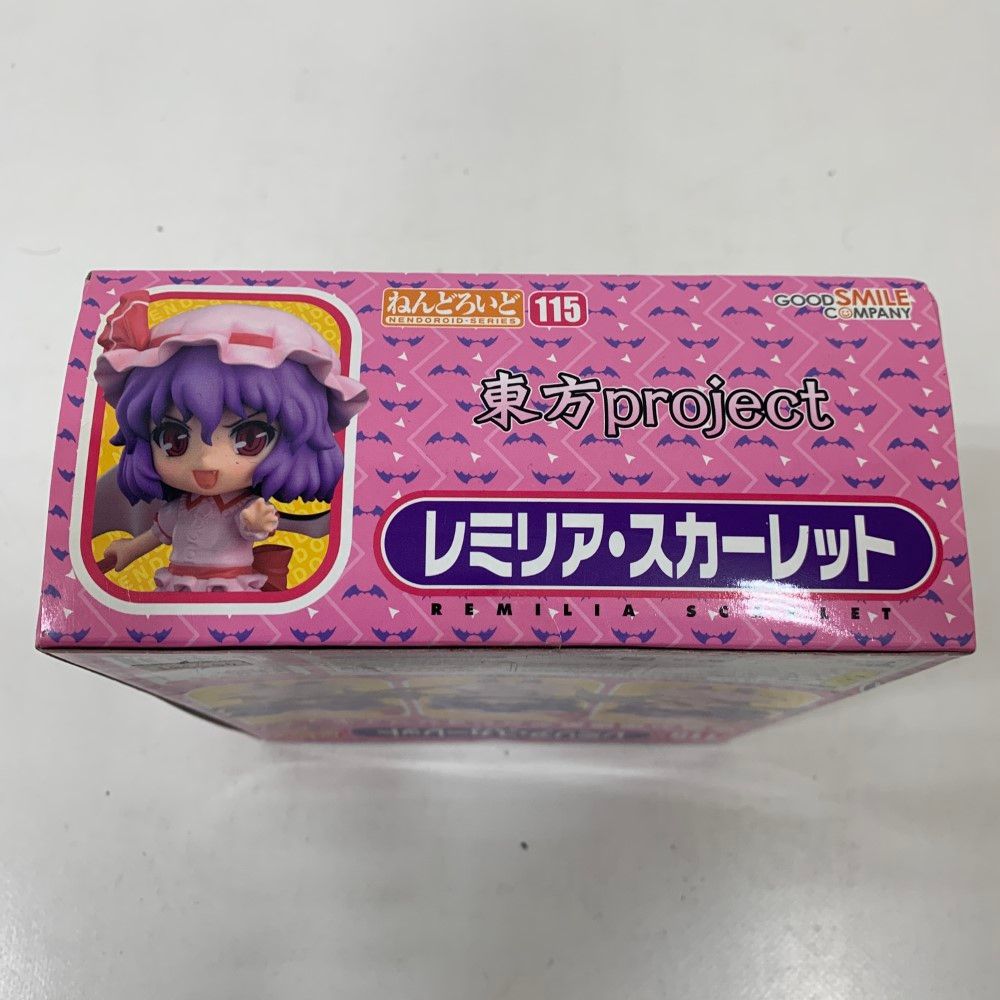 ねんどろいど 115
NENDOROID-SERIES
GOOD SMILE
COMPANY
東方project
レミリア・スカーレット
REMILIA SCARLET